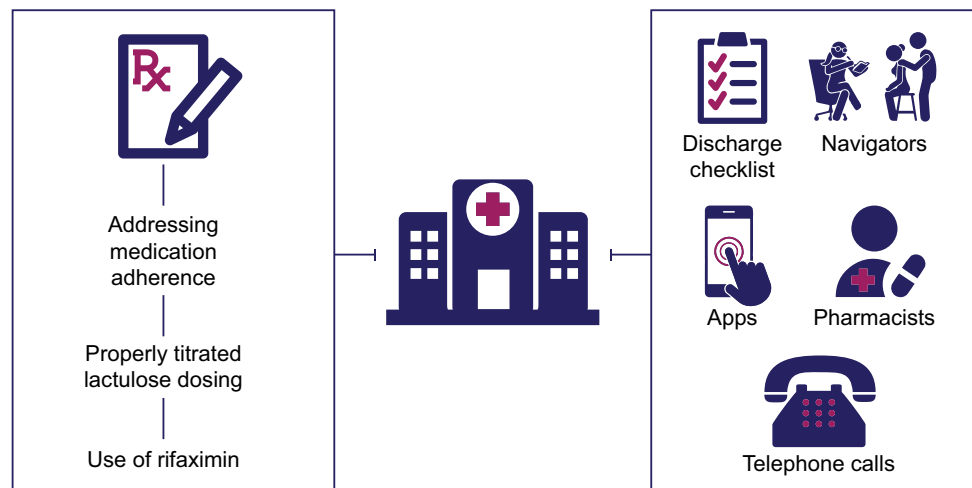 Rx
Addressing
medication
adherence
Properly titrated
lactulose dosing
Use of rifaximin
Discharge
checklist
Navigators
Apps
Pharmacists
Telephone calls